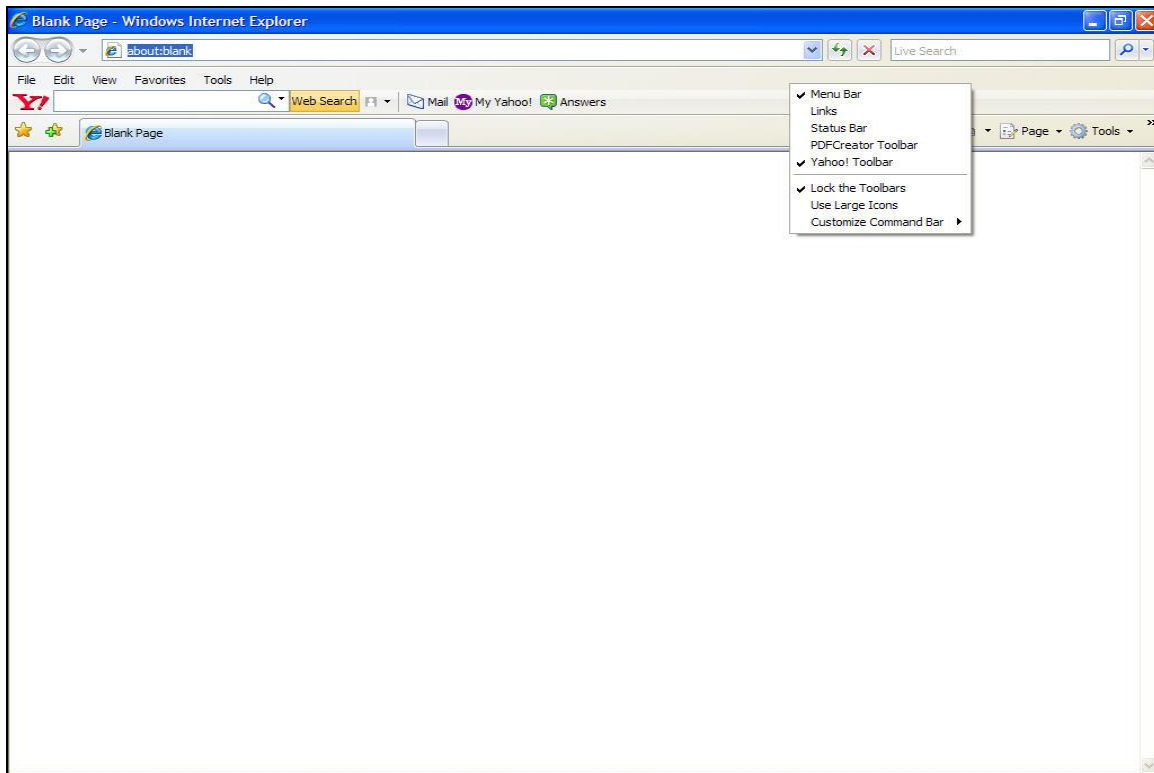 Blank Page - Windows Internet Explorer
about:blank Live Search
File Edit View Favorites Tools Help
Y! Web Search Mail My My Yahoo! Answers
Blank Page Page Tools
Menu Bar
Links
Status Bar
PDFCreator Toolbar
Yahoo! Toolbar
Lock the Toolbars
Use Large Icons
Customize Command Bar